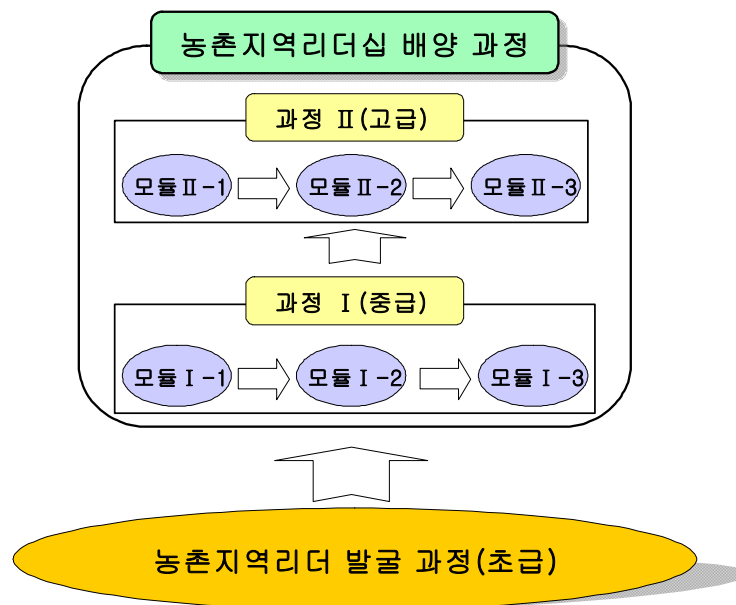 농촌지역리더십 배양 과정
과정 Ⅱ(고급)
모듈Ⅱ-1
모듈Ⅱ-2
모듈Ⅱ-3
과정 Ⅰ(중급)
모듈Ⅰ-1
모듈Ⅰ-2
모듈Ⅰ-3
농촌지역리더 발굴 과정(초급)